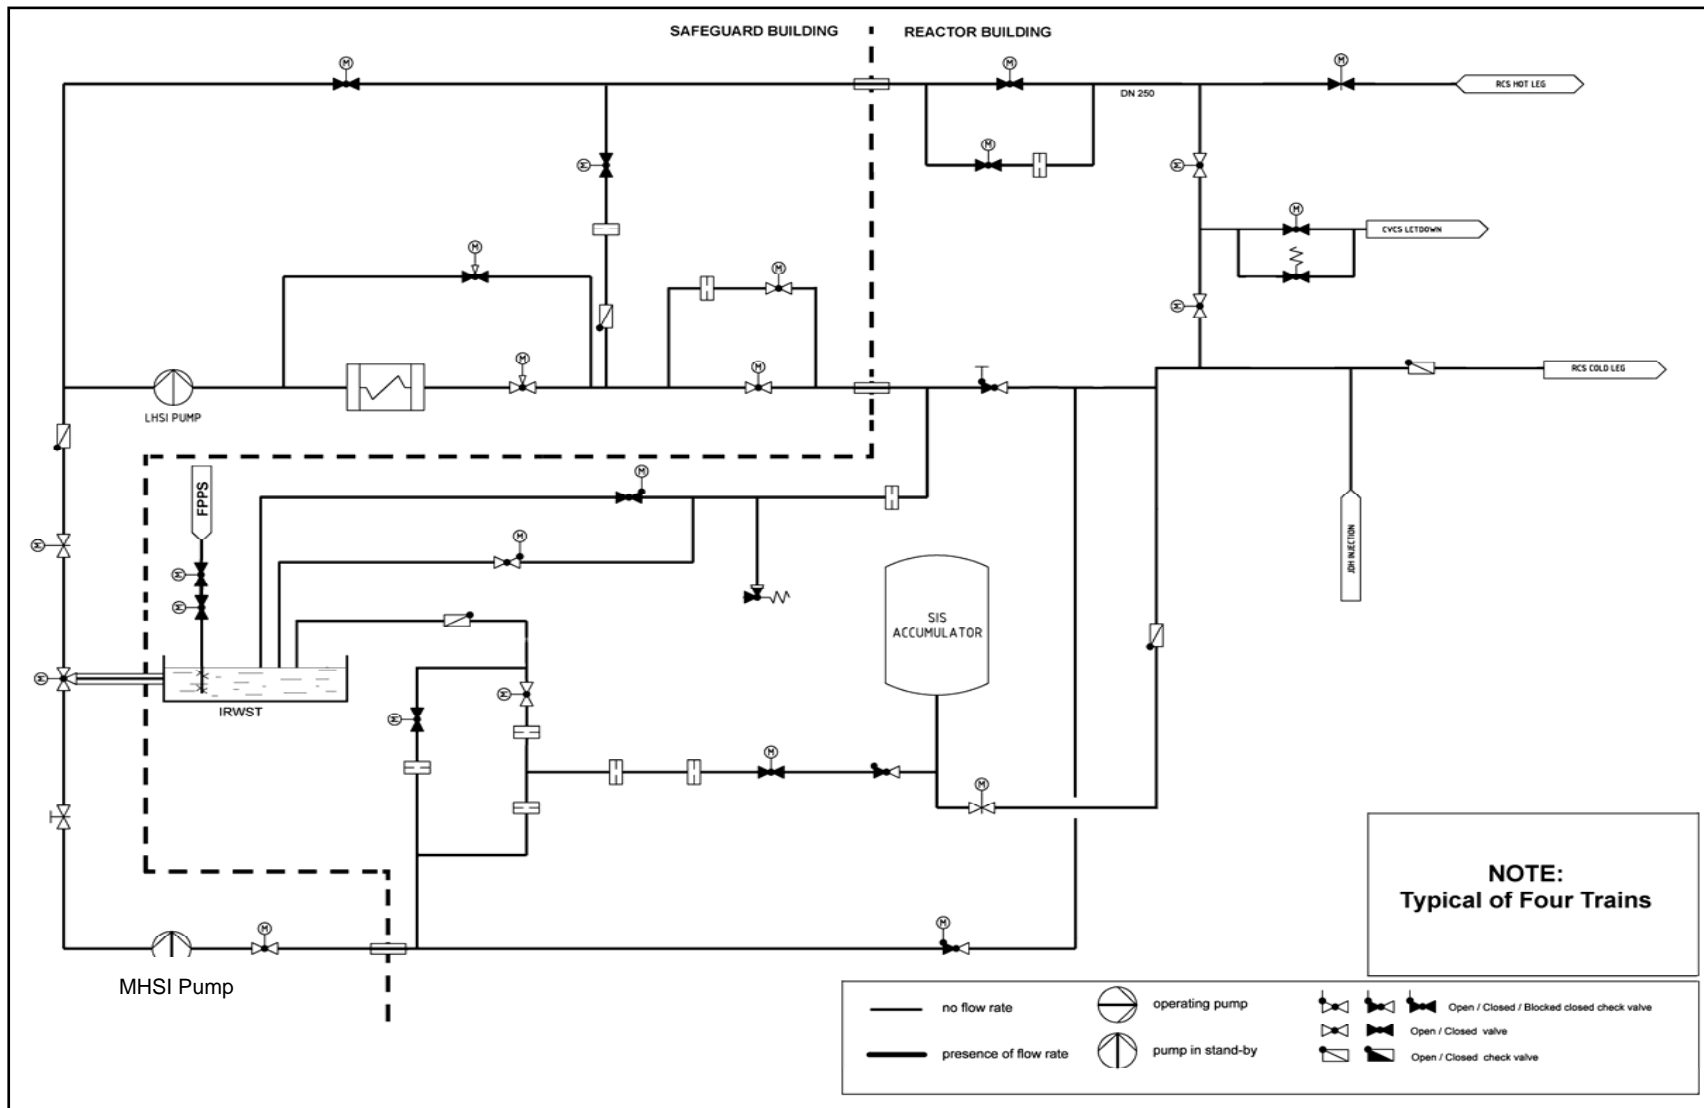 SAFEGUARD BUILDING
REACTOR BUILDING
M
M
M
RCS HOT LEG
DN 250
M
M
M
M
CVCS LETDOWN
M
M
M
M
M
M
RCS COLD LEG
LHSI PUMP
FPPS
M
M
M
M
M
JDH INJECTION
SIS
ACCUMULATOR
M
M
M
IRWST
M
M
M
M
NOTE:
Typical of Four Trains
MHSI Pump
no flow rate
operating pump
Open / Closed / Blocked closed check valve
Open / Closed valve
presence of flow rate
pump in stand-by
Open / Closed check valve